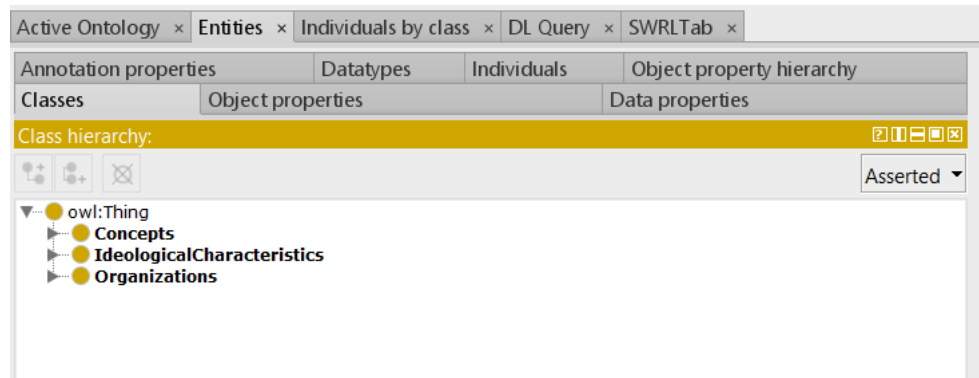 Active Ontology × Entities × Individuals by class × DL Query × SWRLTab ×
Annotation properties Datatypes Individuals Object property hierarchy
Classes Object properties Data properties
Class hierarchy:
Asserted
owl:Thing
Concepts
IdeologicalCharacteristics
Organizations